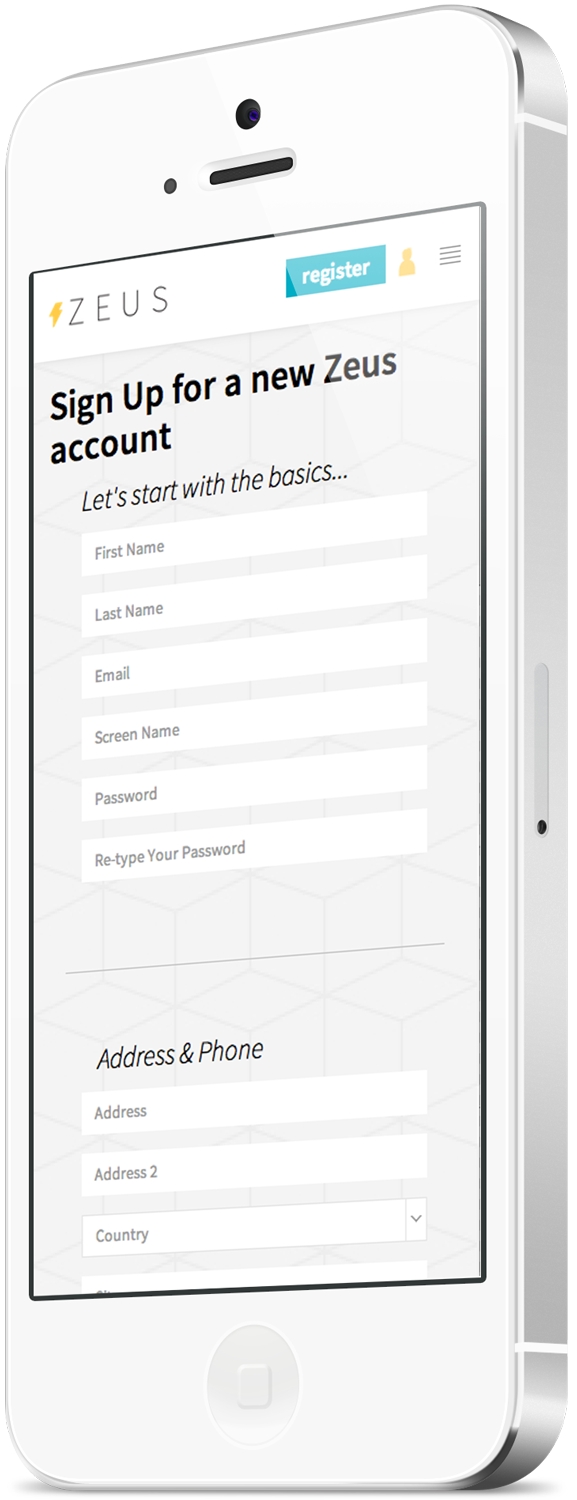 ZEUS
register
Sign Up for a new Zeus
account
Let's start with the basics...
First Name
Last Name
Email
Screen Name
Password
Re-type Your Password
Address & Phone
Address
Address 2
Country